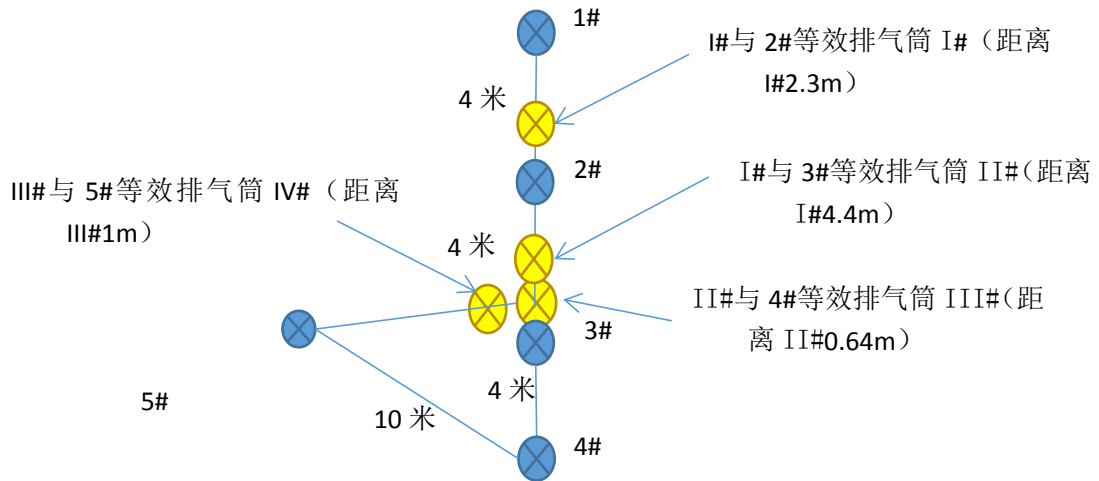 1#
I#与 2#等效排气筒 I#（距离
I#2.3m）
4 米
2#
I#与 3#等效排气筒 II#（距离
I#4.4m）
III#与 5#等效排气筒 IV#（距离
III#1m）
4 米
II#与 4#等效排气筒 III#（距
离 II#0.64m）
3#
4 米
5#
10 米
4#